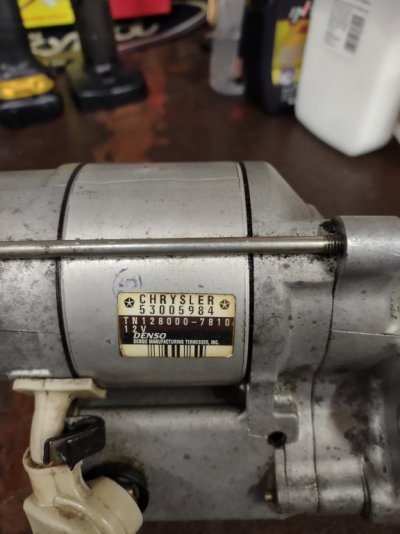 CHRYSLER
53005984
TN128000-7810
12V
DENSO
DENSO MANUFACTURING TENNESSEE, INC.